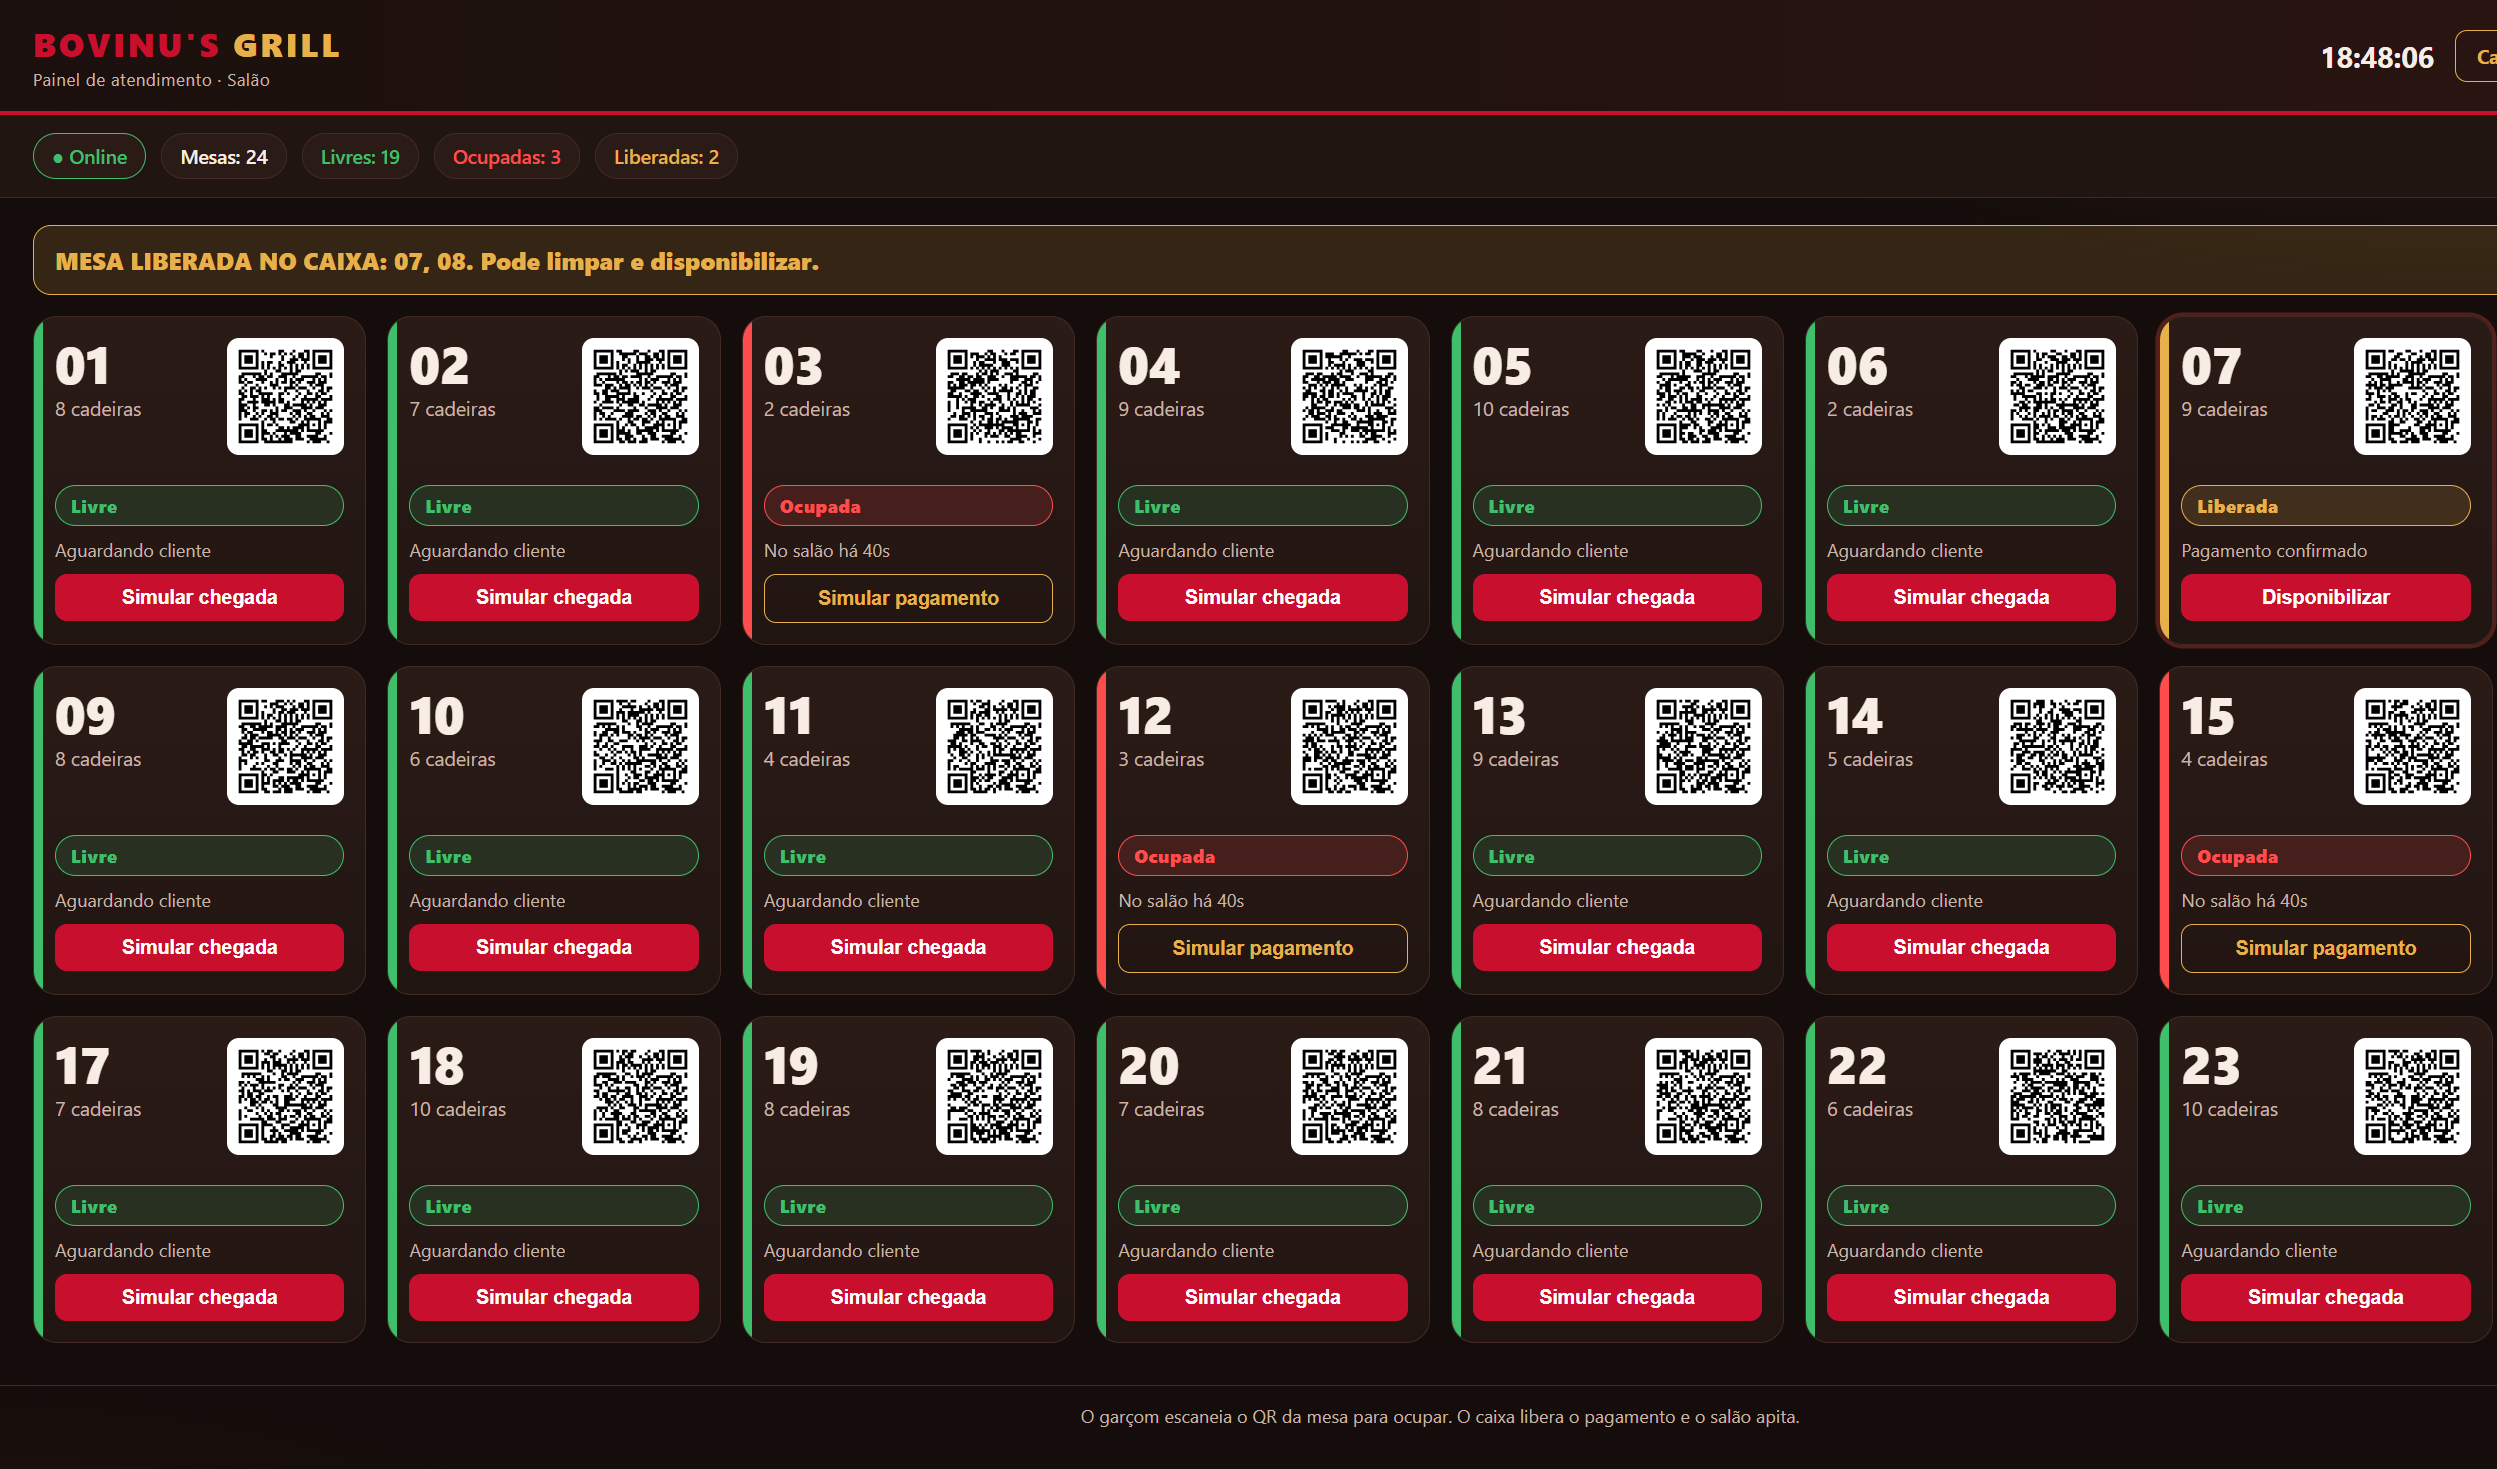 BOVINU'S GRILL
Painel de atendimento · Salão
18:48:06
Ca
● Online
Mesas: 24
Livres: 19
Ocupadas: 3
Liberadas: 2
MESA LIBERADA NO CAIXA: 07, 08. Pode limpar e disponibilizar.
01
8 cadeiras
Livre
Aguardando cliente
Simular chegada
02
7 cadeiras
Livre
Aguardando cliente
Simular chegada
03
2 cadeiras
Ocupada
No salão há 40s
Simular pagamento
04
9 cadeiras
Livre
Aguardando cliente
Simular chegada
05
10 cadeiras
Livre
Aguardando cliente
Simular chegada
06
2 cadeiras
Livre
Aguardando cliente
Simular chegada
07
9 cadeiras
Liberada
Pagamento confirmado
Disponibilizar
09
8 cadeiras
Livre
Aguardando cliente
Simular chegada
10
6 cadeiras
Livre
Aguardando cliente
Simular chegada
11
4 cadeiras
Livre
Aguardando cliente
Simular chegada
12
3 cadeiras
Ocupada
No salão há 40s
Simular pagamento
13
9 cadeiras
Livre
Aguardando cliente
Simular chegada
14
5 cadeiras
Livre
Aguardando cliente
Simular chegada
15
4 cadeiras
Ocupada
No salão há 40s
Simular pagamento
17
7 cadeiras
Livre
Aguardando cliente
Simular chegada
18
10 cadeiras
Livre
Aguardando cliente
Simular chegada
19
8 cadeiras
Livre
Aguardando cliente
Simular chegada
20
7 cadeiras
Livre
Aguardando cliente
Simular chegada
21
8 cadeiras
Livre
Aguardando cliente
Simular chegada
22
6 cadeiras
Livre
Aguardando cliente
Simular chegada
23
10 cadeiras
Livre
Aguardando cliente
Simular chegada
O garçom escaneia o QR da mesa para ocupar. O caixa libera o pagamento e o salão apita.